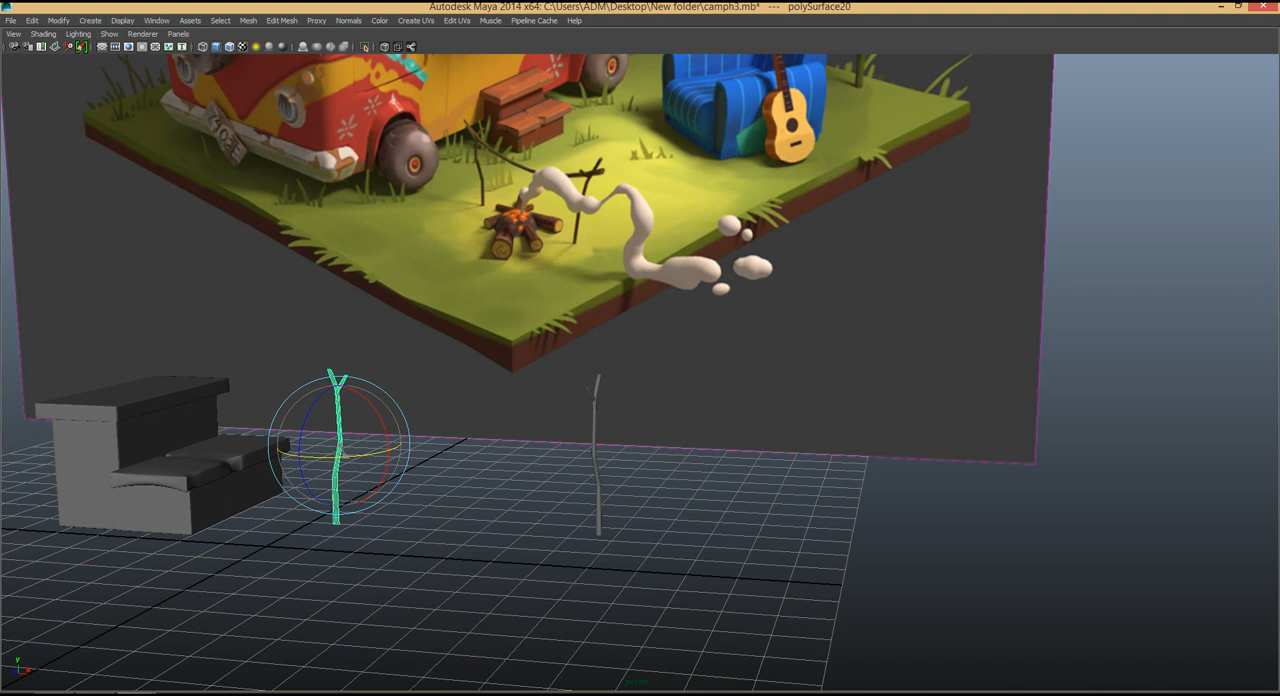 Autodesk Maya 2014 x64: C:\Users\ADM\Desktop\New folder\camph3.mb* --- polySurface20
File Edit Modify Create Display Window Assets Select Mesh Edit Mesh Proxy Normals Color Create UVs Edit UVs Muscle Pipeline Cache Help
View Shading Lighting Show Renderer Panels
y
persp